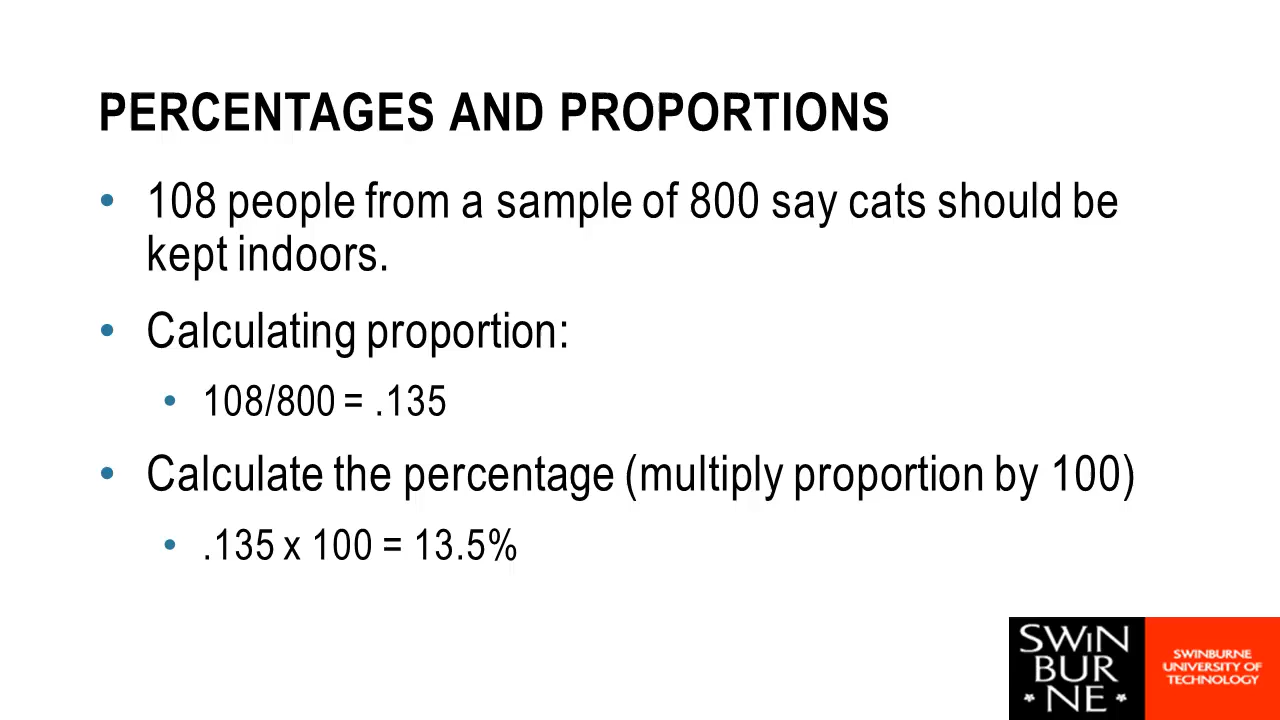 PERCENTAGES AND PROPORTIONS
• 108 people from a sample of 800 say cats should be
kept indoors.
• Calculating proportion:
• 108/800 = .135
• Calculate the percentage (multiply proportion by 100)
• .135 x 100 = 13.5%
SWIN
BUR
* NE *
SWINBURNE
UNIVERSITY OF
TECHNOLOGY